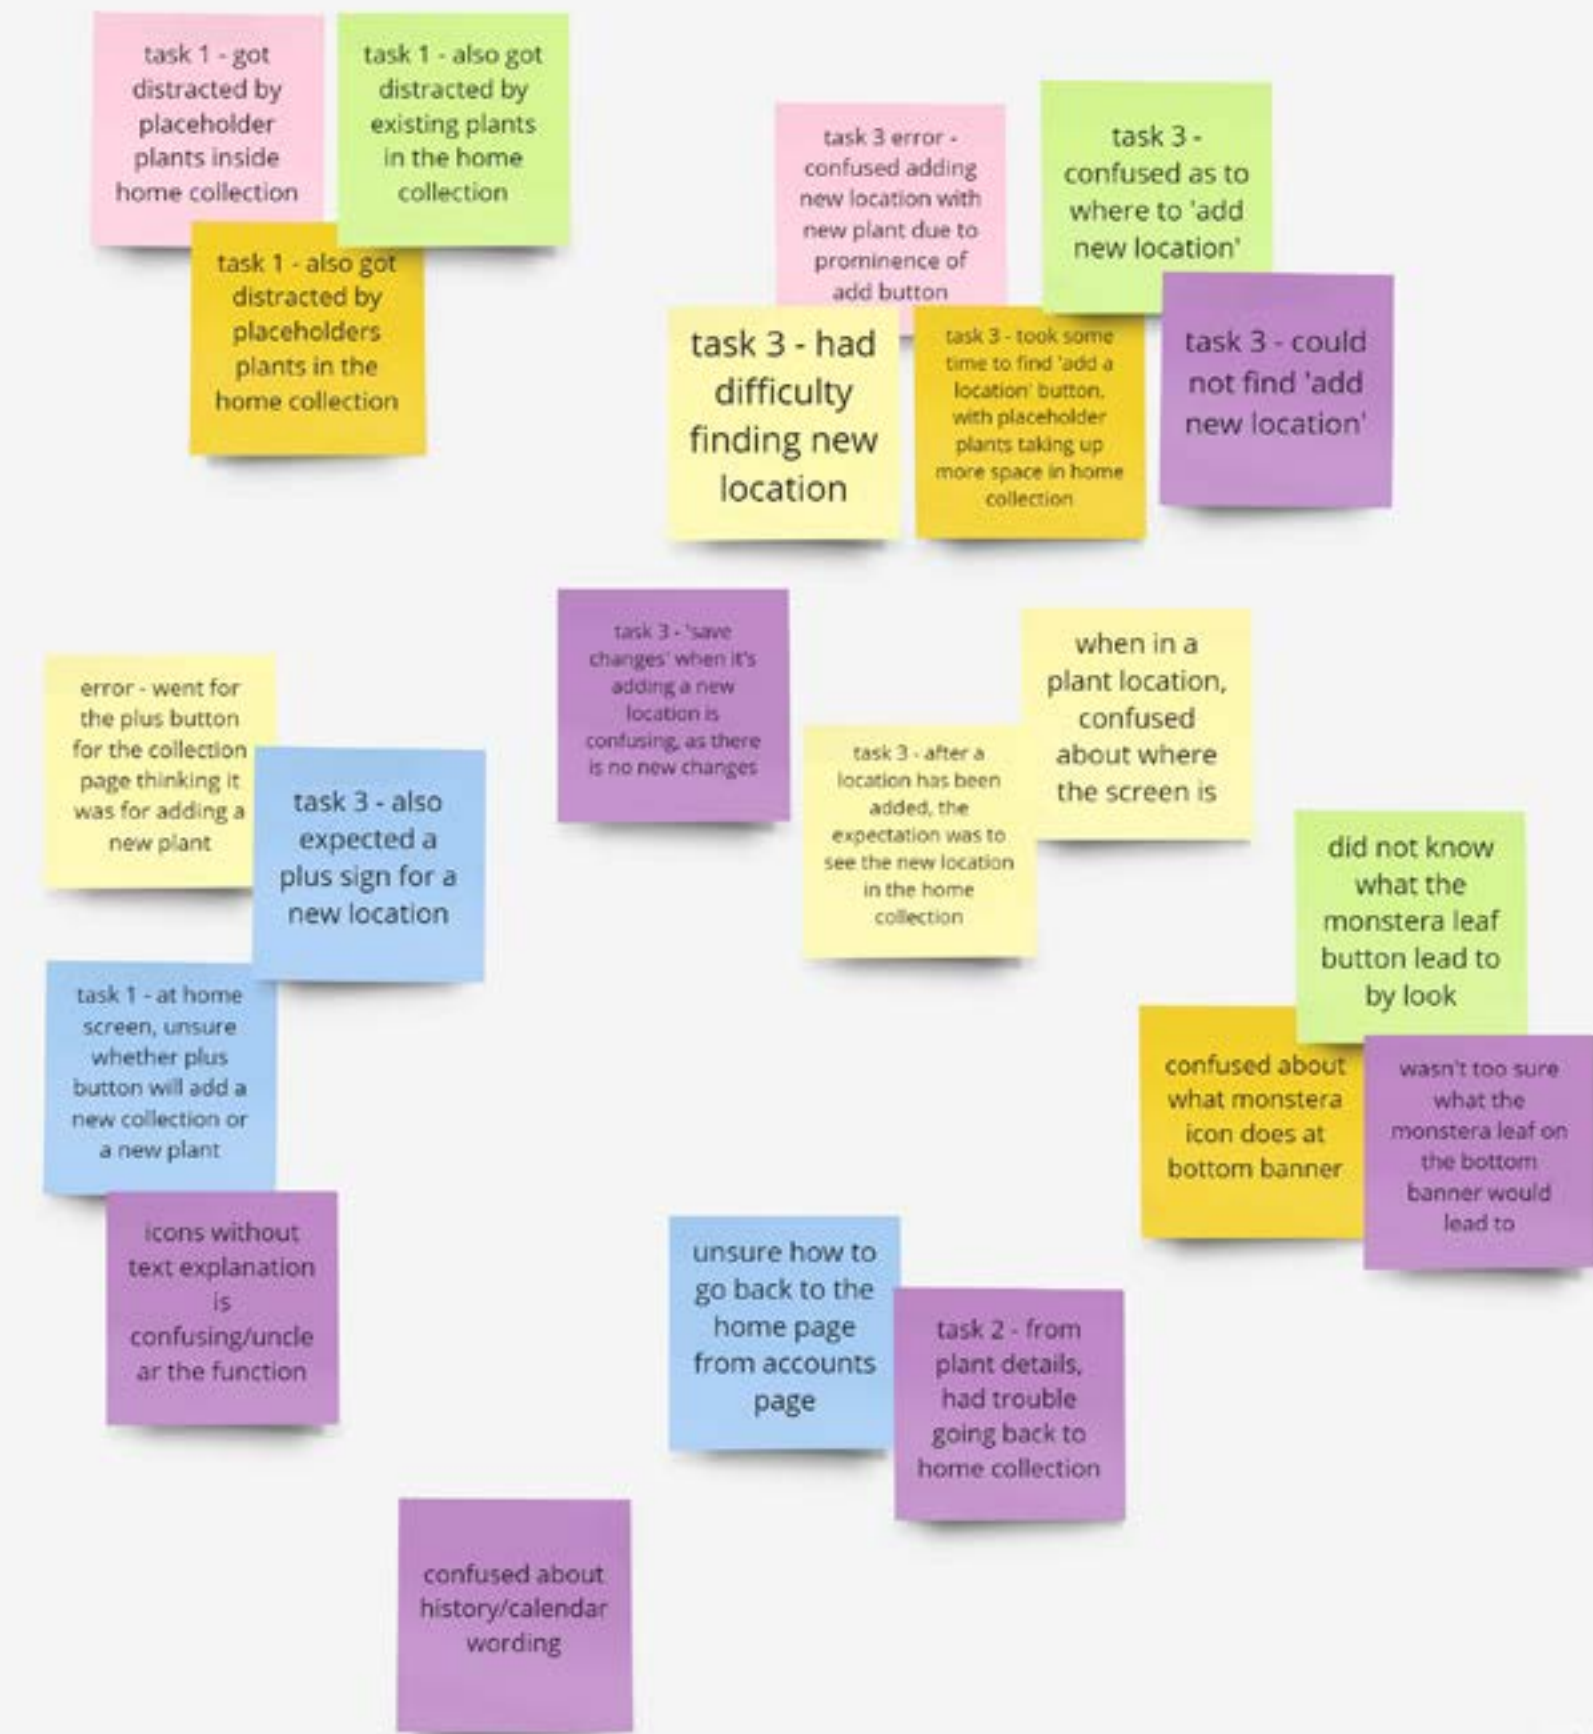 task 1 - got
distracted by
placeholder
plants inside
home collection
task 1 - also got
distracted by
existing plants
in the home
collection
task 1 - also got
distracted by
placeholders
plants in the
home collection
task 3 error -
confused adding
new location with
new plant due to
prominence of
add button
task 3 -
confused as to
where to 'add
new location'
task 3 - had
difficulty
finding new
location
task 3 - took some
time to find 'add a
location' button,
with placeholder
plants taking up
more space in home
collection
task 3 - could
not find 'add
new location'
task 3 - 'save
changes' when it's
adding a new
location is
confusing, as there
is no new changes
when in a
plant location,
confused
about where
the screen is
task 3 - after a
location has been
added, the
expectation was to
see the new location
in the home
collection
error - went for
the plus button
for the collection
page thinking it
was for adding a
new plant
task 3 - also
expected a
plus sign for a
new location
task 1 - at home
screen, unsure
whether plus
button will add a
new collection or
a new plant
icons without
text explanation
is
confusing/uncle
ar the function
did not know
what the
monstera leaf
button lead to
by look
confused about
what monstera
icon does at
bottom banner
wasn't too sure
what the
monstera leaf on
the bottom
banner would
lead to
unsure how to
go back to the
home page
from accounts
page
task 2 - from
plant details,
had trouble
going back to
home collection
confused about
history/calendar
wording